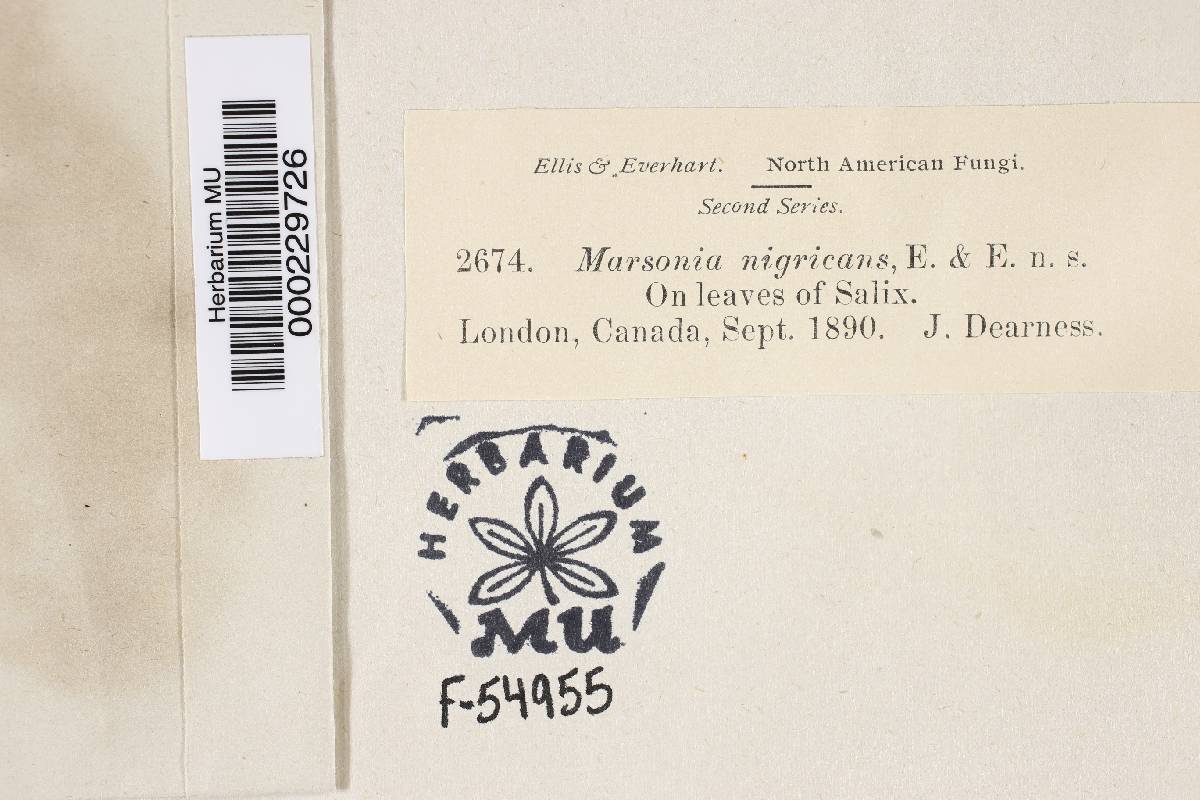 Herbarium MU
000229726
Ellis & Everhart. North American Fungi.
Second Series.
2674. Marsonia nigricans, E. & E. n. s.
On leaves of Salix.
London, Canada, Sept. 1890. J. Dearness.
HERBARIUM
MU
F-54955